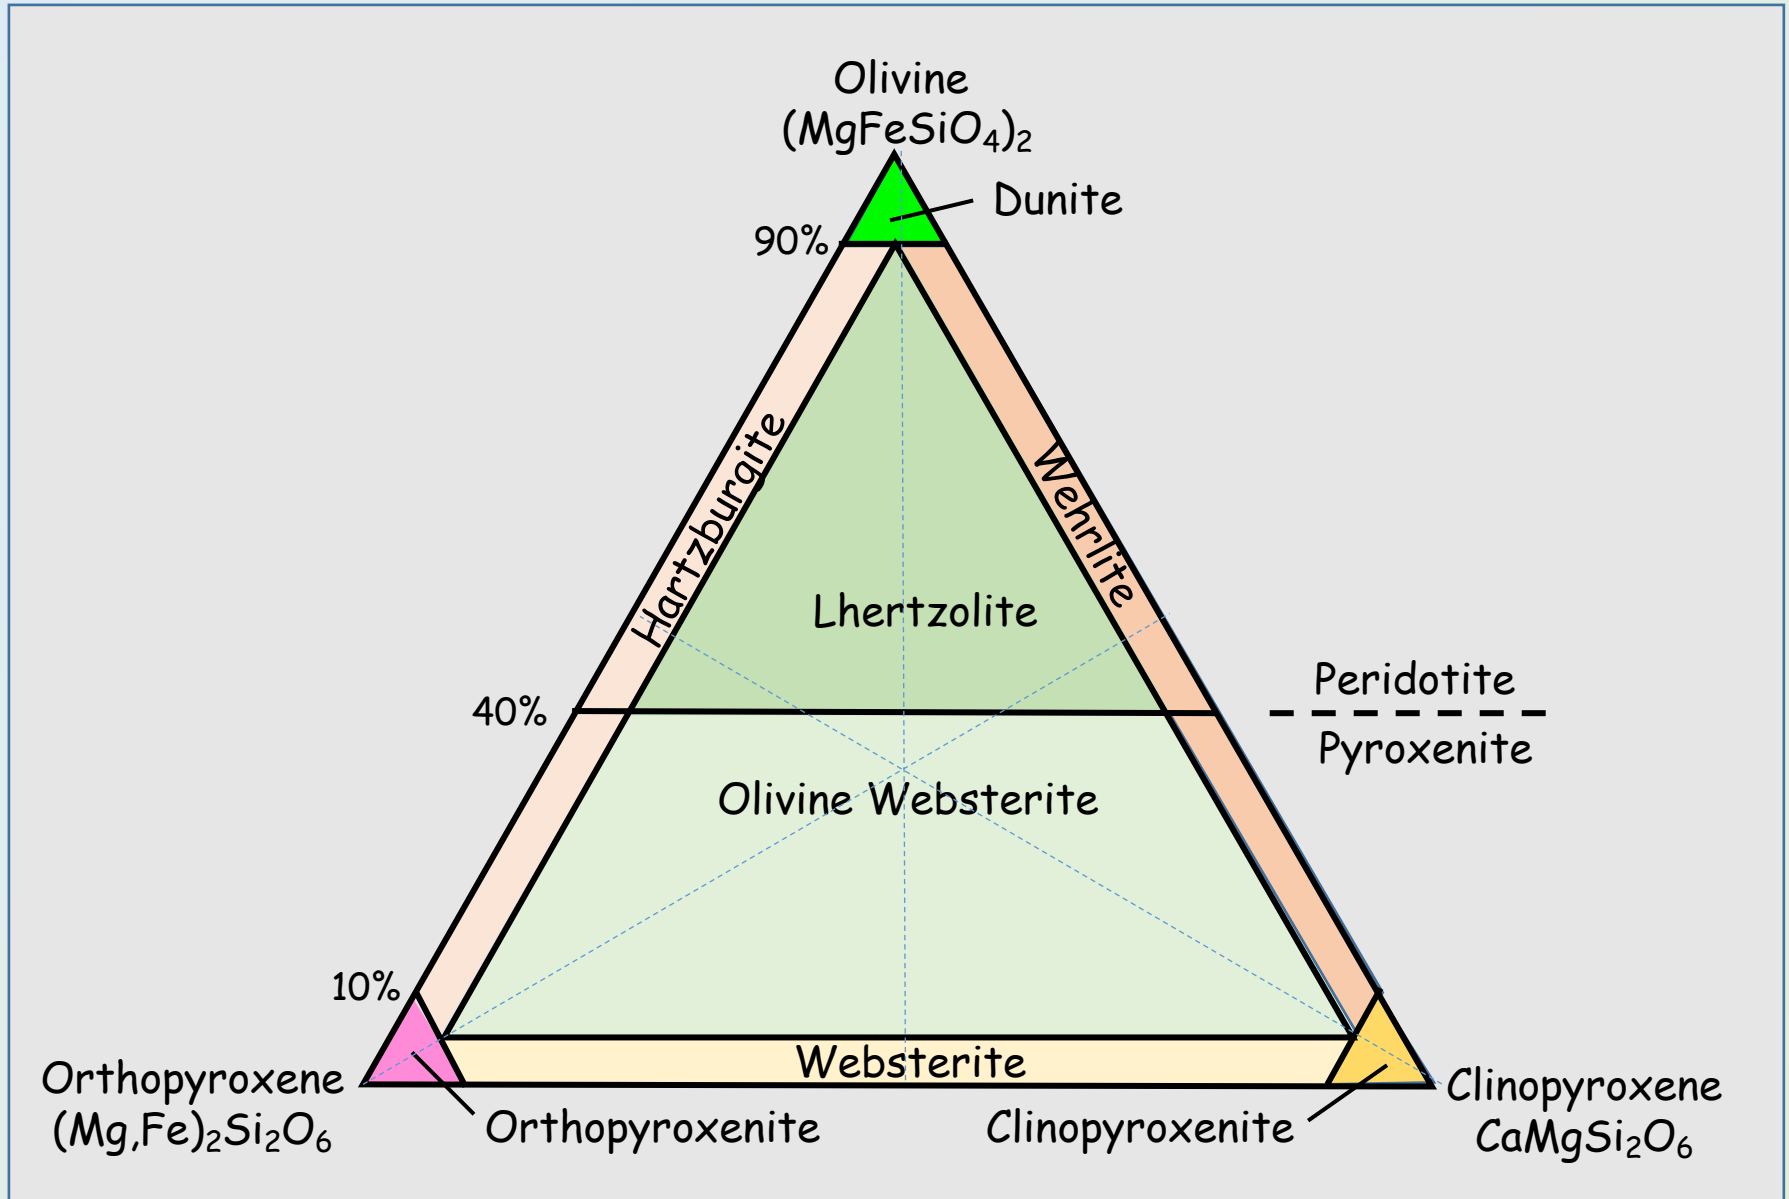 Olivine
(MgFeSiO₄)₂
Dunite
90%
Hartzburgite
Wehrlite
Lhertzolite
40%
Peridotite
Pyroxenite
Olivine Websterite
10%
Websterite
Orthopyroxene
(Mg,Fe)₂Si₂O₆
Orthopyroxenite
Clinopyroxenite
Clinopyroxene
CaMgSi₂O₆